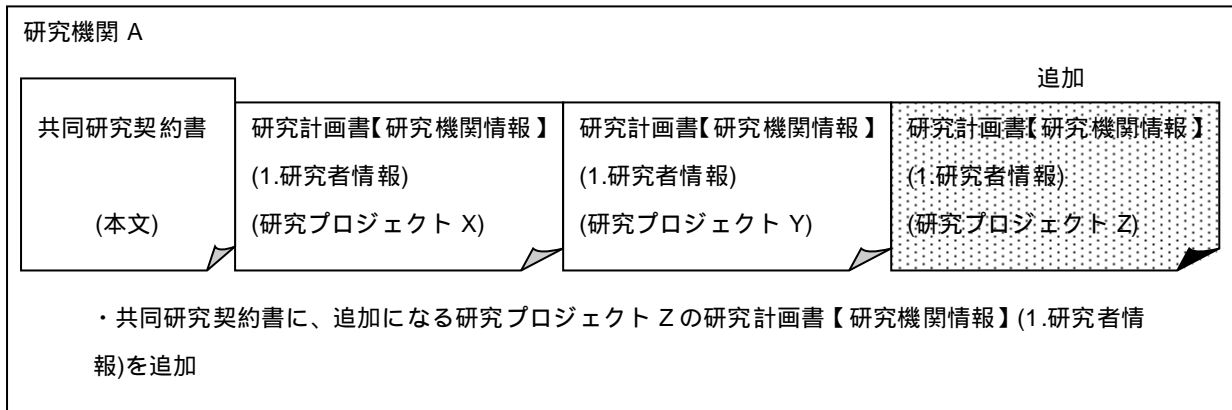 研究機関 A
追加
共同研究契約書
(本文)
研究計画書【研究機関情報】
(1.研究者情報)
(研究プロジェクト X)
研究計画書【研究機関情報】
(1.研究者情報)
(研究プロジェクト Y)
研究計画書【研究機関情報】
(1.研究者情報)
(研究プロジェクト Z)
・共同研究契約書に、追加になる研究プロジェクト Z の研究計画書【研究機関情報】(1.研究者情
報)を追加